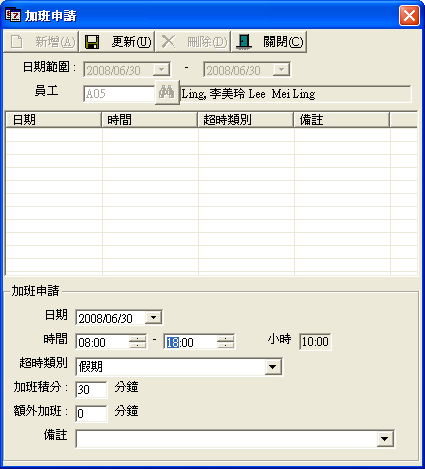 加班申請
新增(A) 更新(U) 刪除(D) 關閉(C)
日期範圍 : 2008/06/30 - 2008/06/30
員工 A05 Ling, 李美玲 Lee Mei Ling
日期 時間 超時類別 備註
加班申請
日期 2008/06/30
時間 08:00 - 18:00 小時 10:00
超時類別 假期
加班積分 : 30 分鐘
額外加班 : 0 分鐘
備註